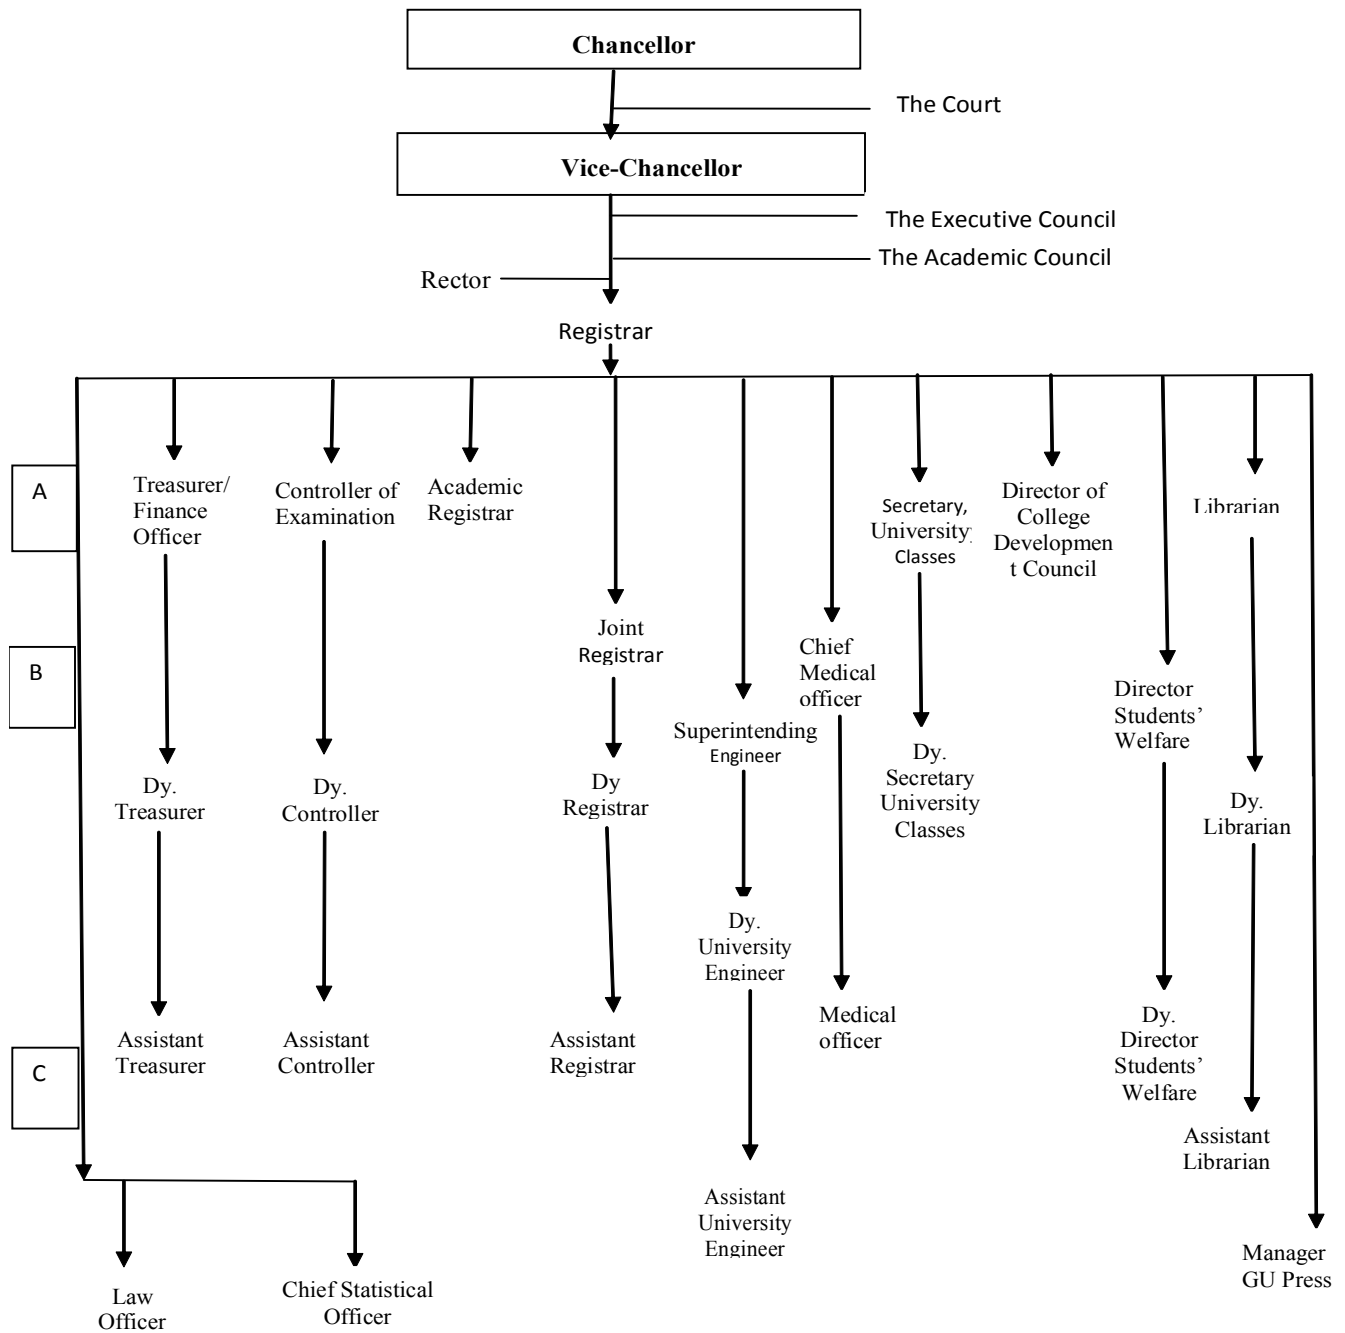 Chancellor
The Court
Vice-Chancellor
The Executive Council
The Academic Council
Rector
Registrar
A
Treasurer/
Finance
Officer
Controller of
Examination
Academic
Registrar
Secretary,
University
Classes
Director of
College
Developmen
t Council
Librarian
B
Joint
Registrar
Chief
Medical
officer
Superintending
Engineer
Director
Students’
Welfare
Dy.
Treasurer
Dy.
Controller
Dy
Registrar
Dy.
Secretary
University
Classes
Dy.
Librarian
Dy.
University
Engineer
C
Assistant
Treasurer
Assistant
Controller
Assistant
Registrar
Medical
officer
Dy.
Director
Students’
Welfare
Assistant
Librarian
Assistant
University
Engineer
Law
Officer
Chief Statistical
Officer
Manager
GU Press